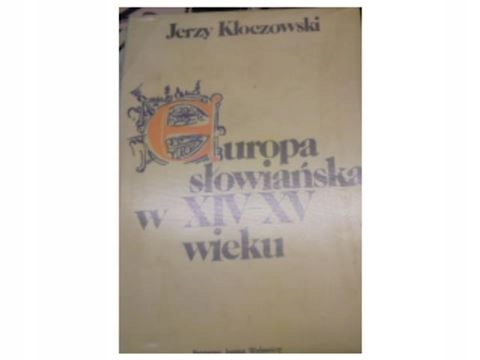 Jerzy Kłoczowski
Europa
słowiańska
w XIV XV
wieku